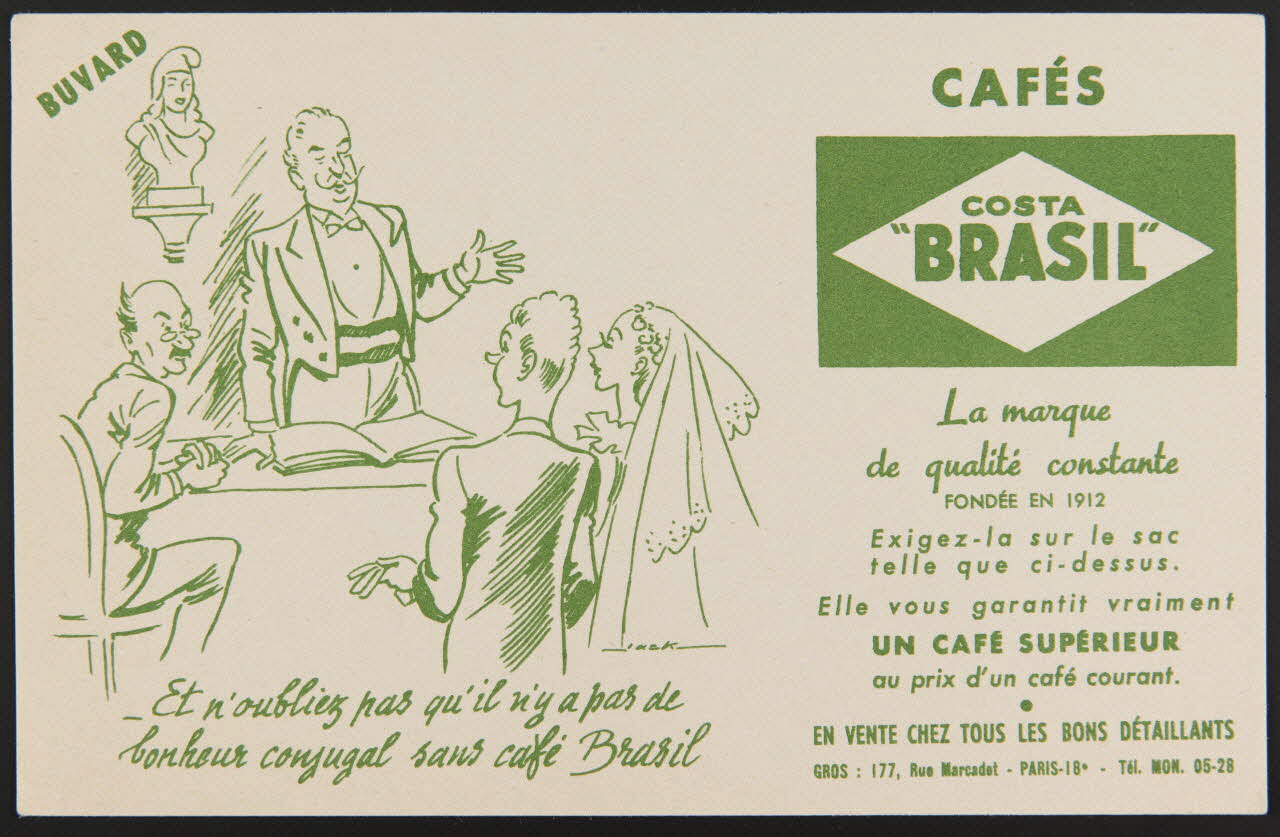 BUVARD
_ Et n'oubliez pas qu'il n'y a pas de
bonheur conjugal sans café Brasil
CAFÉS
COSTA
"BRASIL"
La marque
de qualité constante
FONDÉE EN 1912
Exigez-la sur le sac
telle que ci-dessus.
Elle vous garantit vraiment
UN CAFÉ SUPÉRIEUR
au prix d'un café courant.
EN VENTE CHEZ TOUS LES BONS DÉTAILLANTS
GROS : 177, Rue Marcadet - PARIS-18e - Tél. MON. 05-28